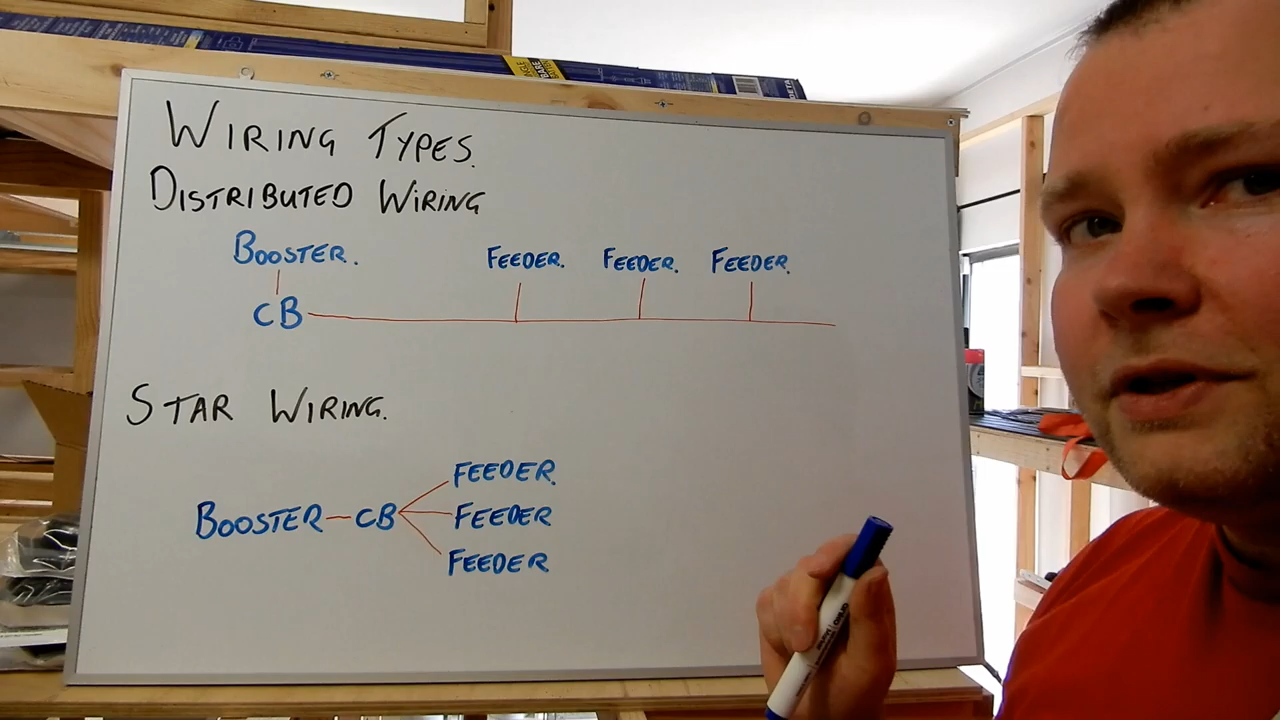 WIRING TYPES.
DISTRIBUTED WIRING
BOOSTER. FEEDER. FEEDER. FEEDER.
CB
STAR WIRING.
FEEDER.
BOOSTER CB FEEDER
FEEDER